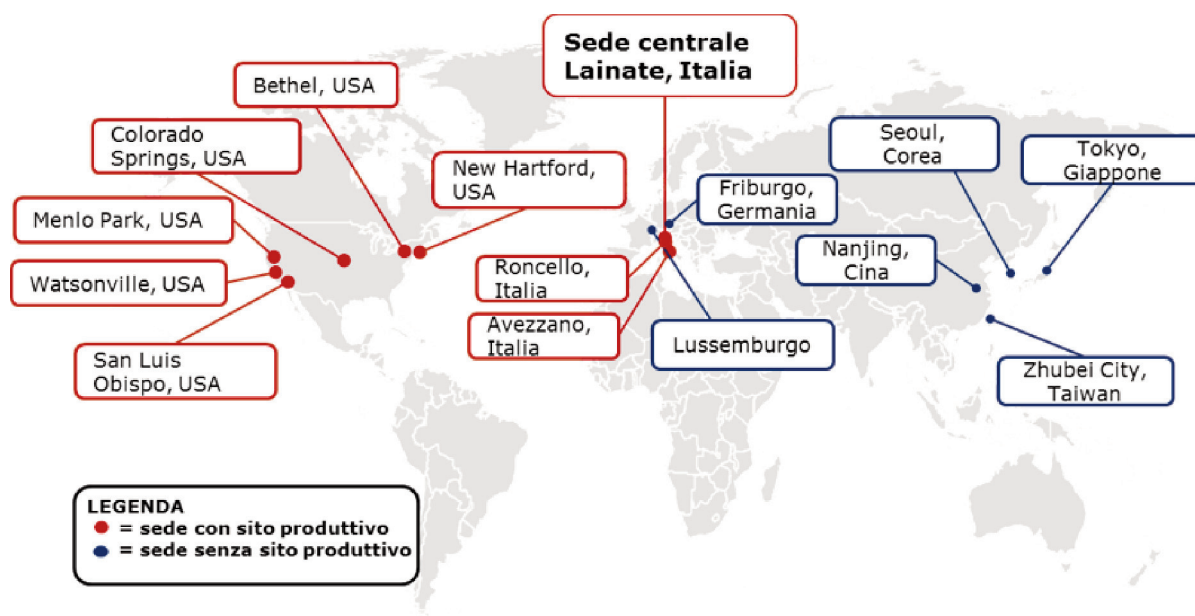 Sede centrale
Lainate, Italia
Bethel, USA
Colorado
Springs, USA
New Hartford,
USA
Menlo Park, USA
Watsonville, USA
San Luis
Obispo, USA
Roncello,
Italia
Avezzano,
Italia
Friburgo,
Germania
Lussemburgo
Seoul,
Corea
Tokyo,
Giappone
Nanjing,
Cina
Zhubei City,
Taiwan
LEGENDA
= sede con sito produttivo
= sede senza sito produttivo